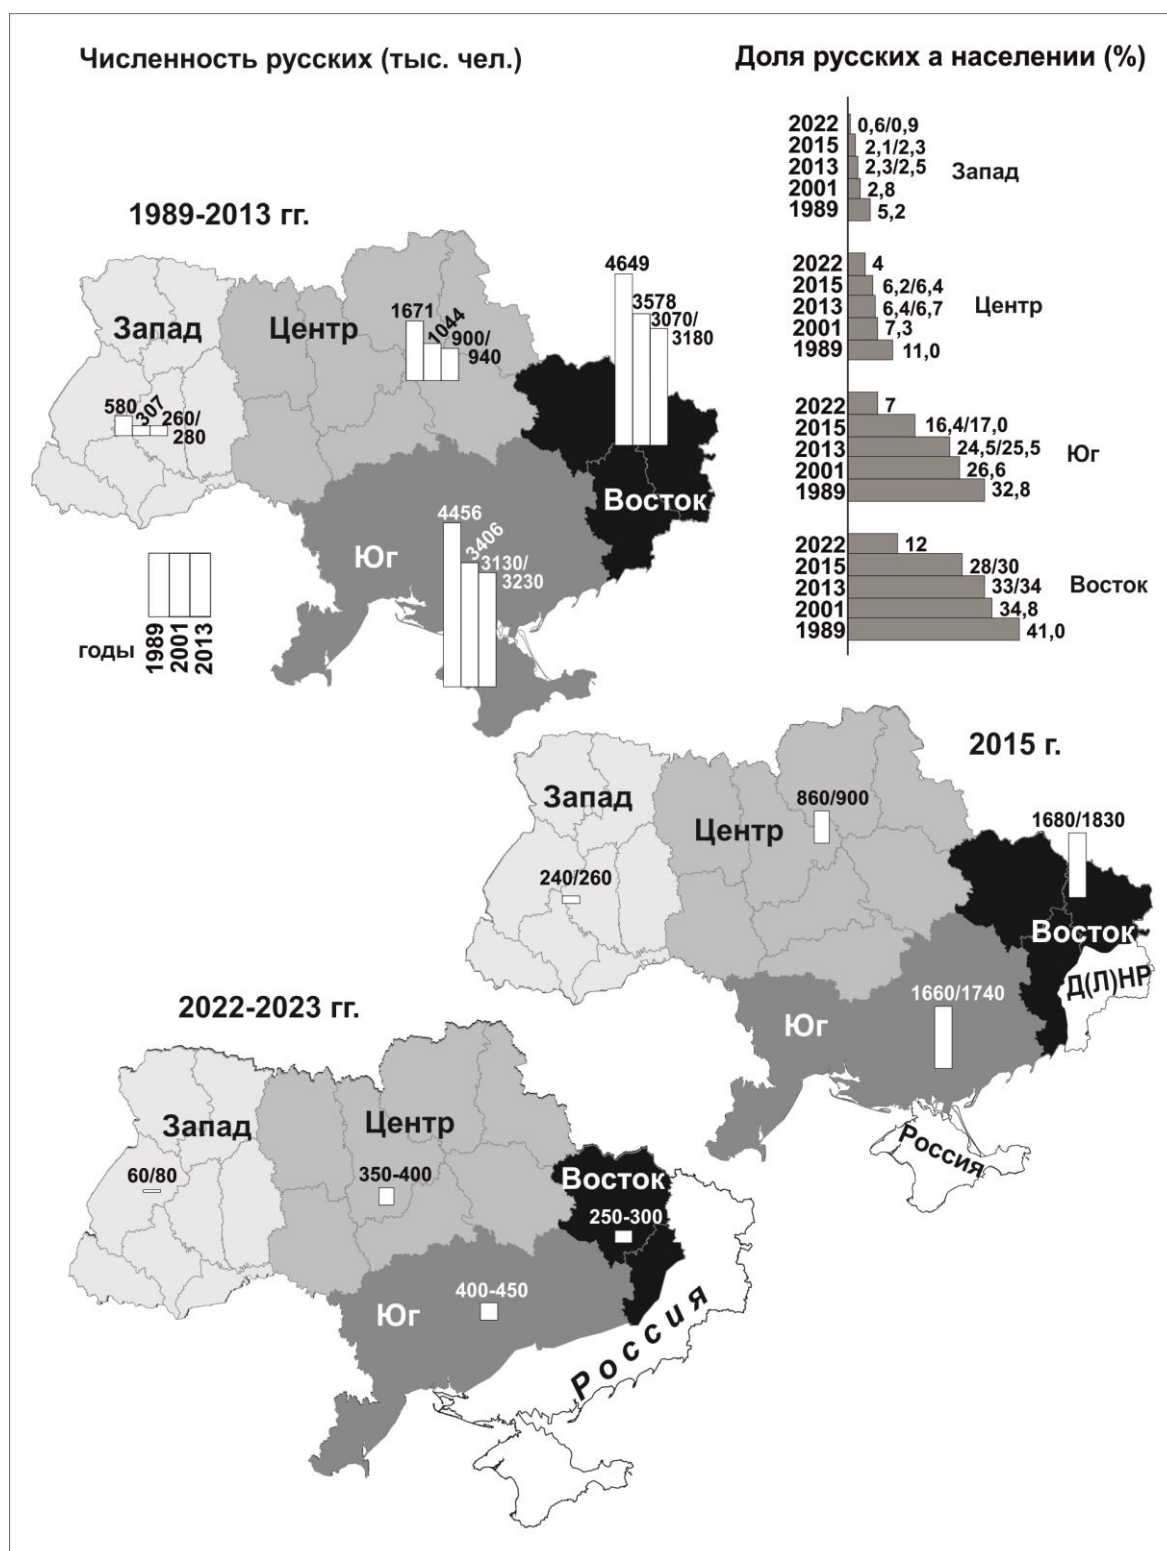 Численность русских (тыс. чел.)
Доля русских а населении (%)
2022 0,6/0,9
2015 2,1/2,3
2013 2,3/2,5
2001 2,8
1989 5,2
Запад
2022 4
2015 6,2/6,4
2013 6,4/6,7
2001 7,3
1989 11,0
Центр
2022 7
2015 16,4/17,0
2013 24,5/25,5
2001 26,6
1989 32,8
Юг
2022 12
2015 28/30
2013 33/34
2001 34,8
1989 41,0
Восток
1989-2013 гг.
Запад
580
307
260/
280
Центр
1671
1044
900/
940
4649
3578
3070/
3180
Восток
Юг
4456
3406
3130/
3230
годы
1989
2001
2013
2015 г.
Запад
240/260
Центр
860/900
1680/1830
Восток
Д(Л)НР
Юг
1660/1740
Россия
2022-2023 гг.
Запад
60/80
Центр
350-400
Восток
250-300
Юг
400-450
Россия